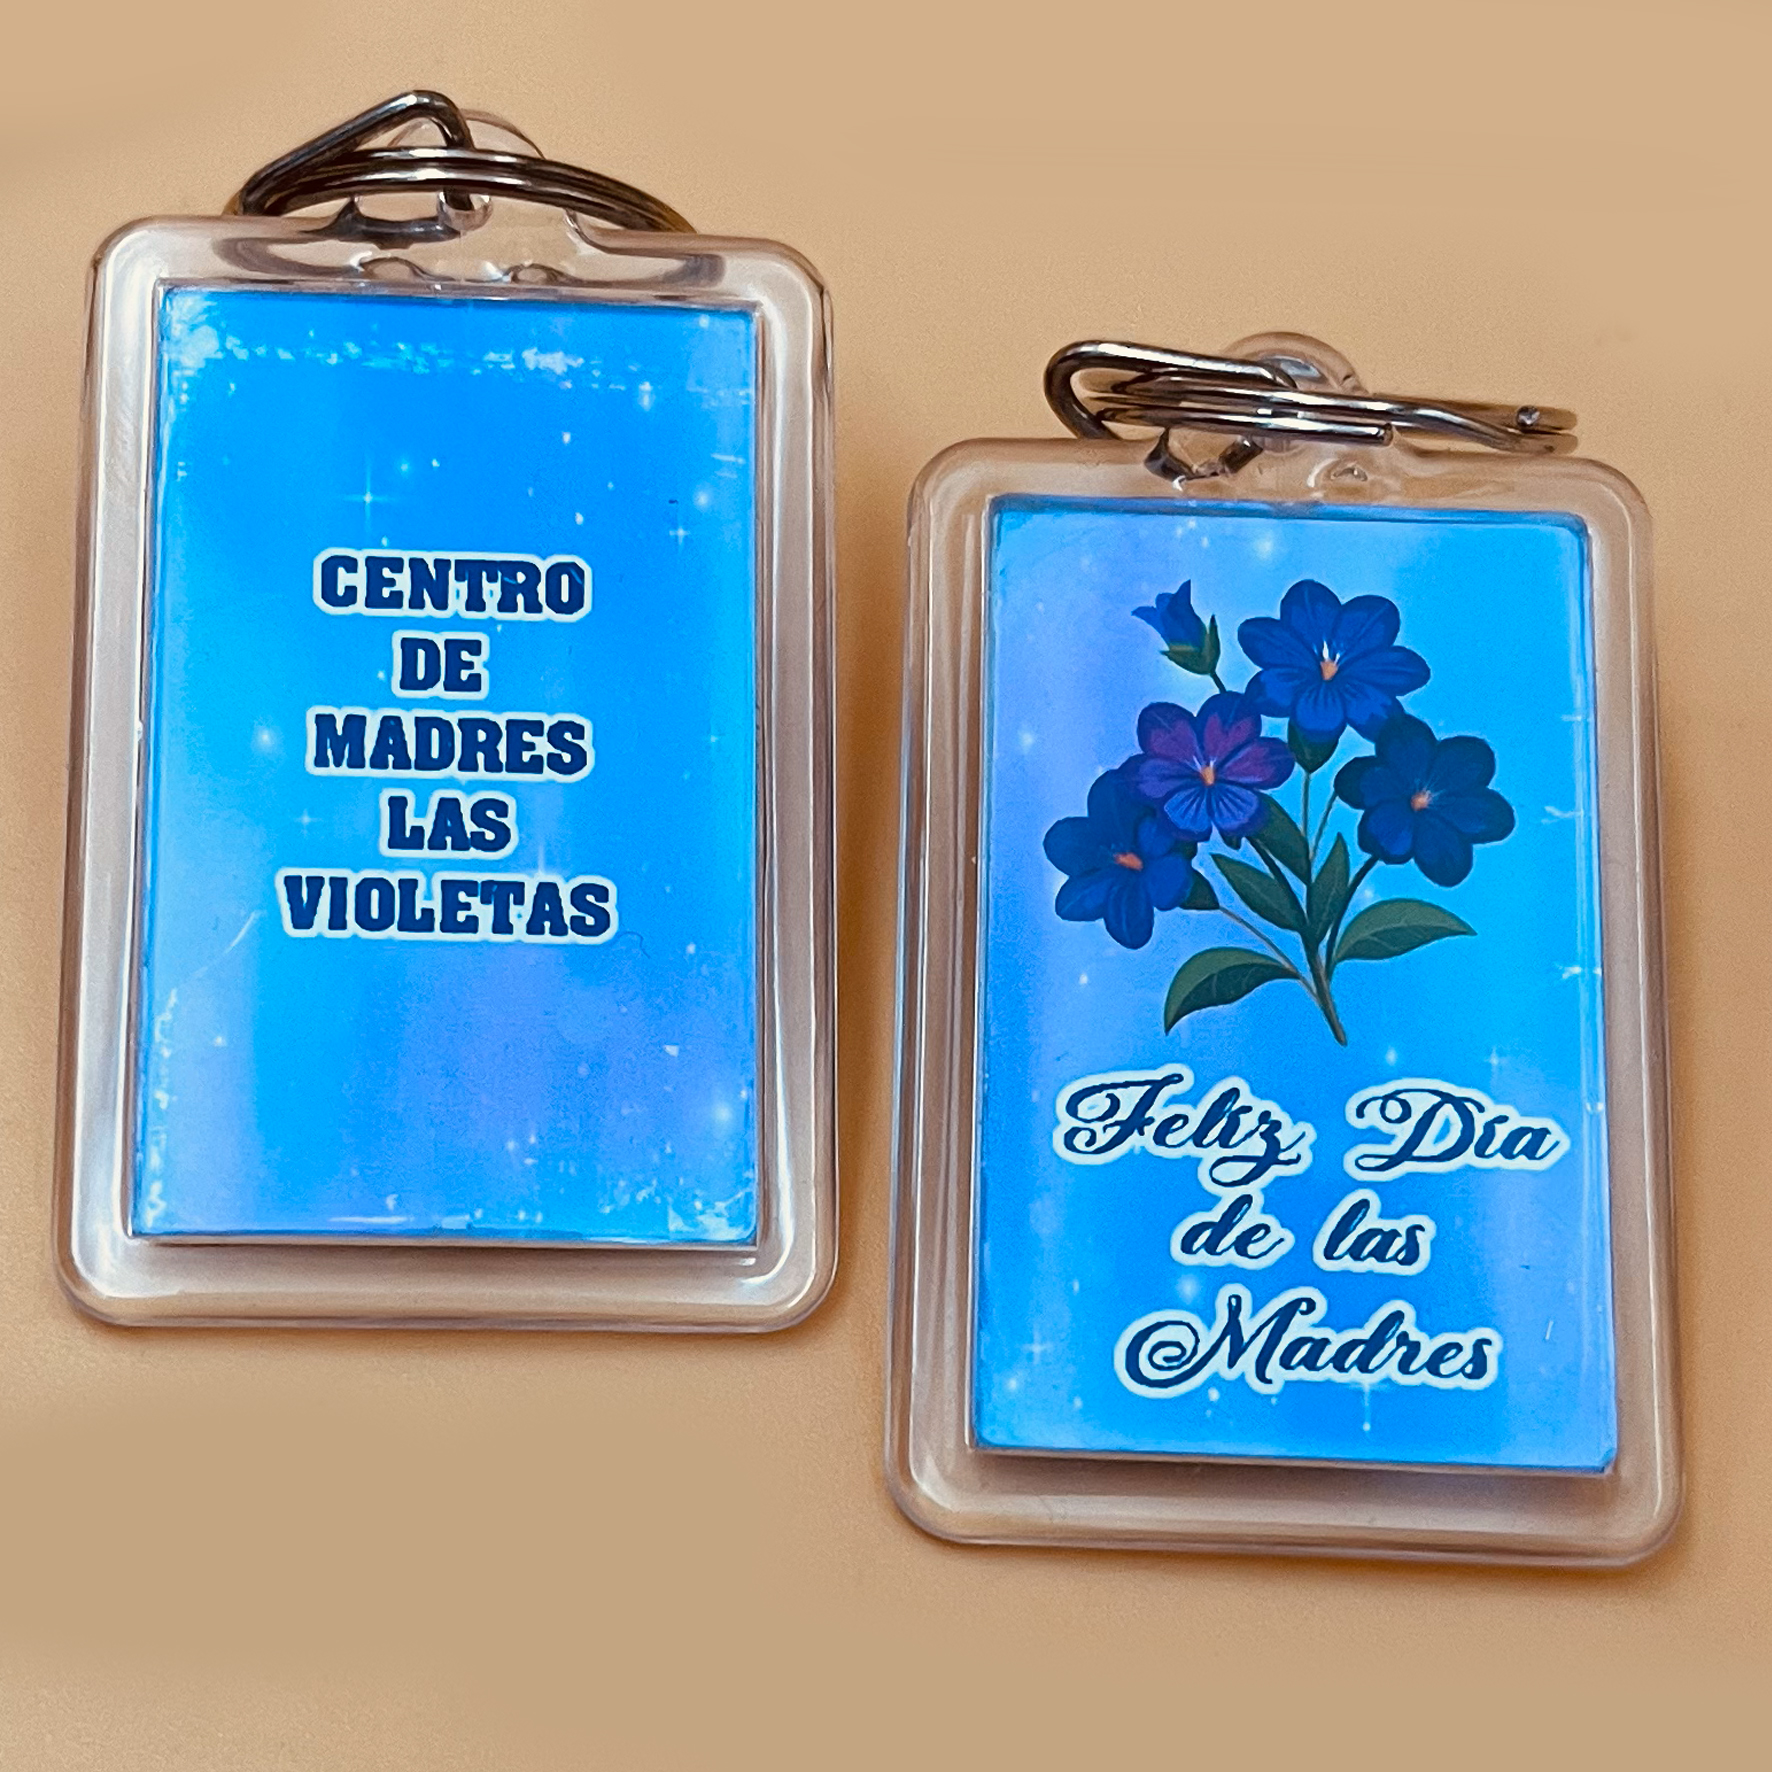 CENTRO
DE
MADRES
LAS
VIOLETAS
Feliz Día
de las
Madres